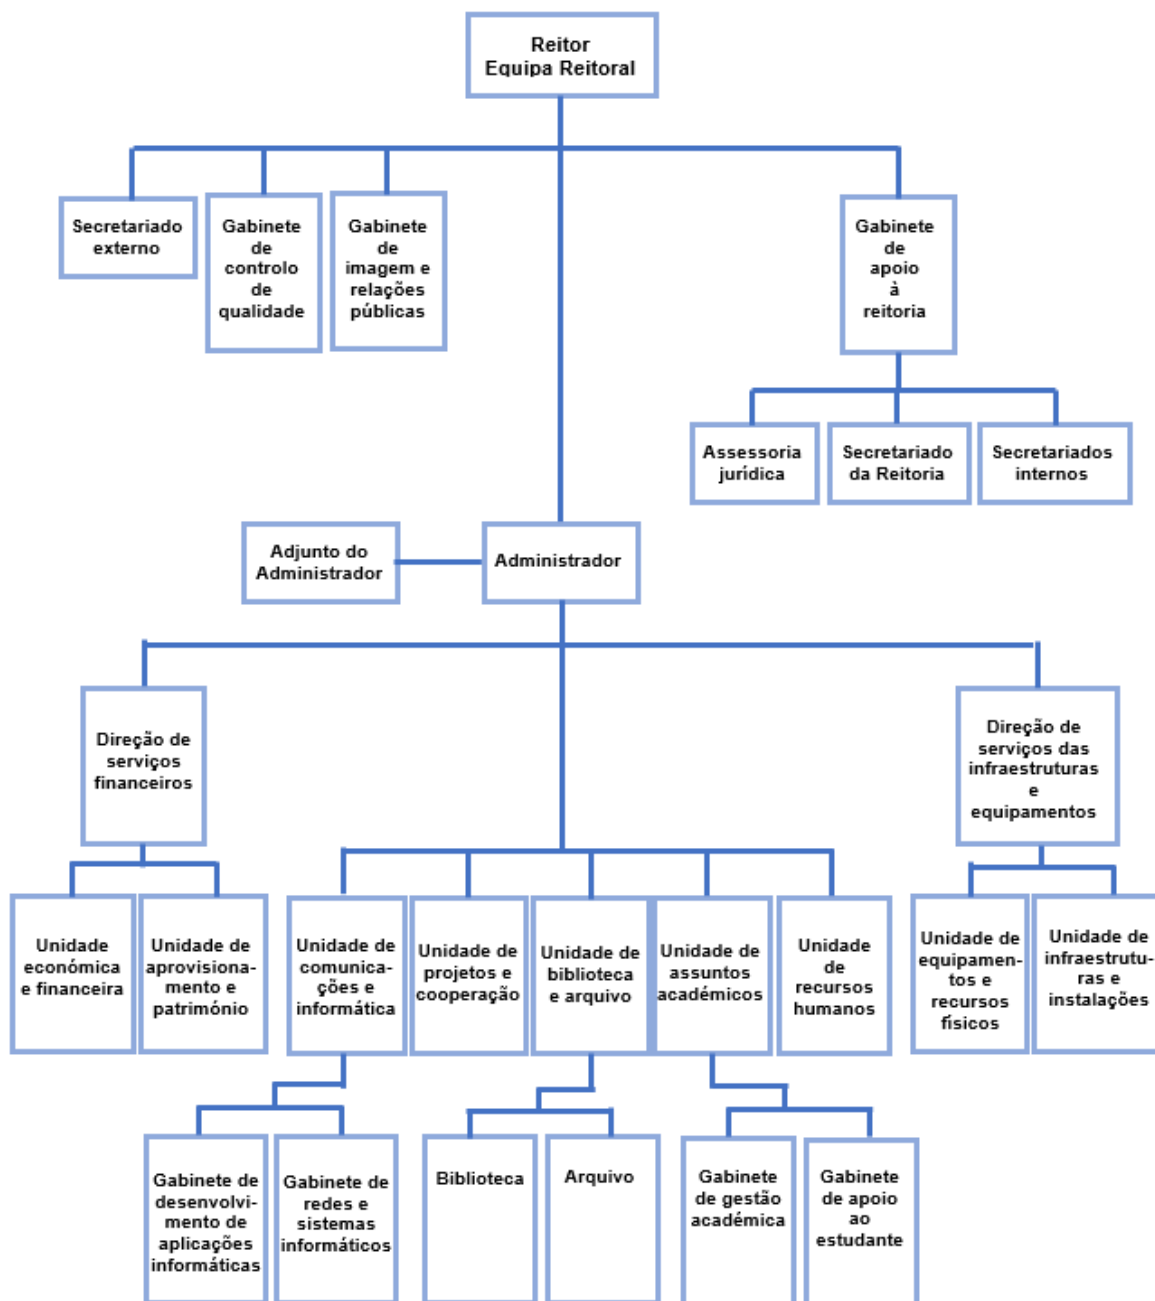 Reitor
Equipa Reitoral
Secretariado
externo
Gabinete
de
controlo
de
qualidade
Gabinete
de
imagem e
relações
públicas
Gabinete
de
apoio
à
reitoria
Assessoria
jurídica
Secretariado
da Reitoria
Secretariados
internos
Adjunto do
Administrador
Administrador
Direção de
serviços
financeiros
Direção de
serviços das
infraestruturas
e
equipamentos
Unidade
económica
e financeira
Unidade de
aprovisiona-
mento e
património
Unidade de
comunica-
ções e
informática
Unidade de
projetos e
cooperação
Unidade de
biblioteca
e arquivo
Unidade de
assuntos
académicos
Unidade
de
recursos
humanos
Unidade de
equipamen-
tos e
recursos
físicos
Unidade de
infraestrutu-
ras e
instalações
Gabinete de
desenvolvi-
mento de
aplicações
informáticas
Gabinete de
redes e
sistemas
informáticos
Biblioteca
Arquivo
Gabinete
de gestão
académica
Gabinete
de apoio
ao
estudante